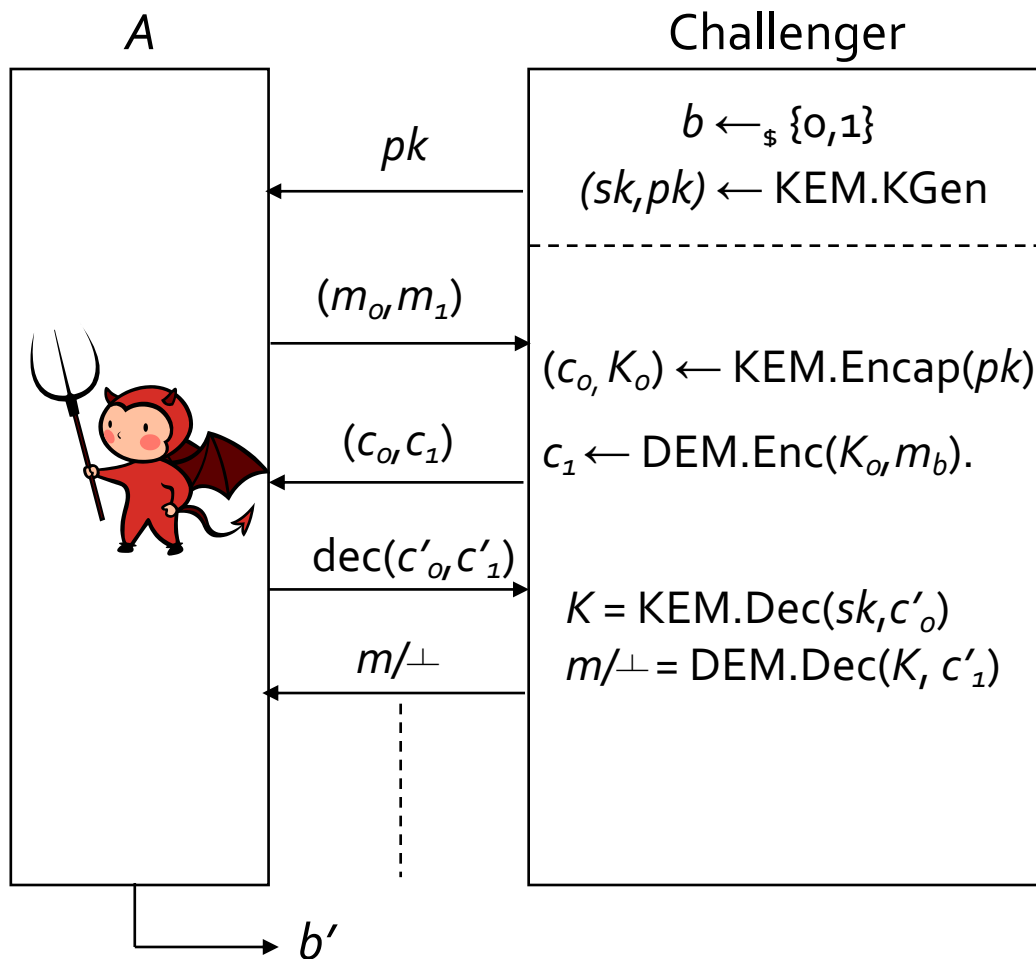 A
Challenger
b ←$ {0,1}
pk
(sk,pk) ← KEM.KGen
(m₀,m₁)
(c₀, K₀) ← KEM.Encap(pk)
(c₀,c₁)
c₁ ← DEM.Enc(K₀,m_b).
dec(c'₀,c'₁)
K = KEM.Dec(sk,c'₀)
m/⊥
m/⊥ = DEM.Dec(K, c'₁)
b'